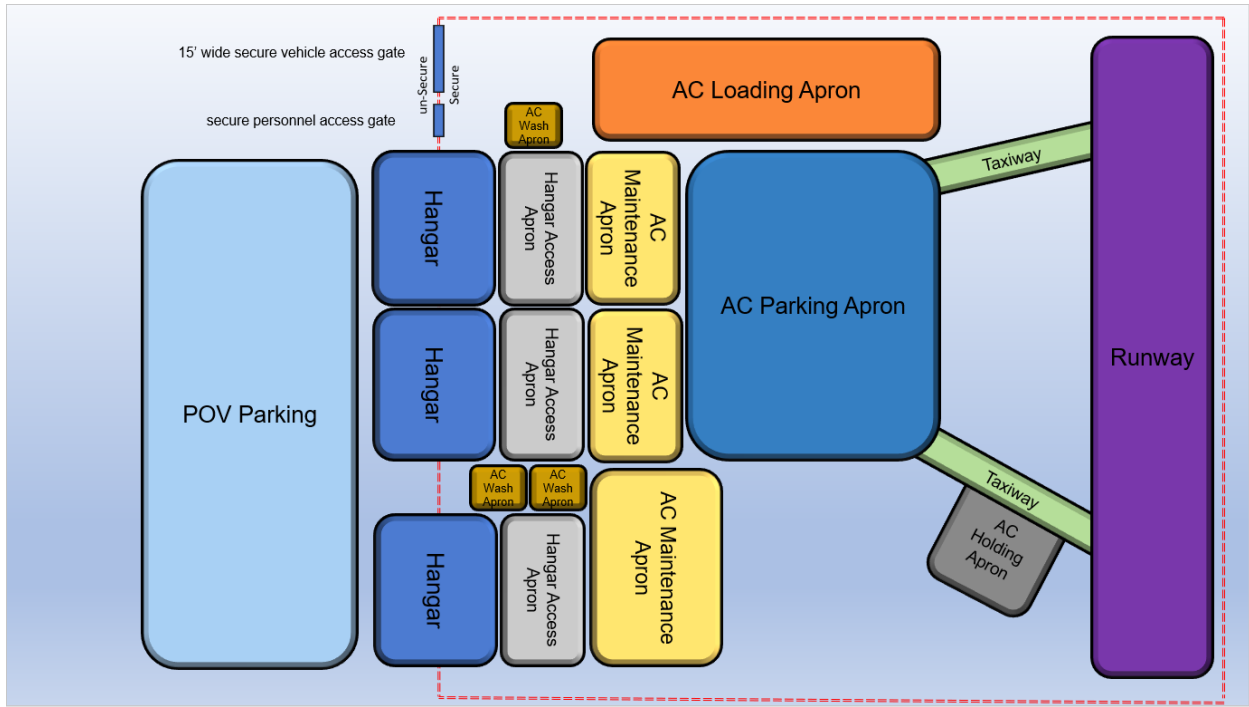 15' wide secure vehicle access gate
un-Secure
Secure
secure personnel access gate
AC Loading Apron
AC
Wash
Apron
Taxiway
Hangar
Hangar Access
Apron
AC
Maintenance
Apron
AC Parking Apron
Runway
POV Parking
Hangar
Hangar Access
Apron
AC
Maintenance
Apron
AC
Wash
Apron
AC
Wash
Apron
Taxiway
AC
Holding
Apron
Hangar
Hangar Access
Apron
AC Maintenance
Apron